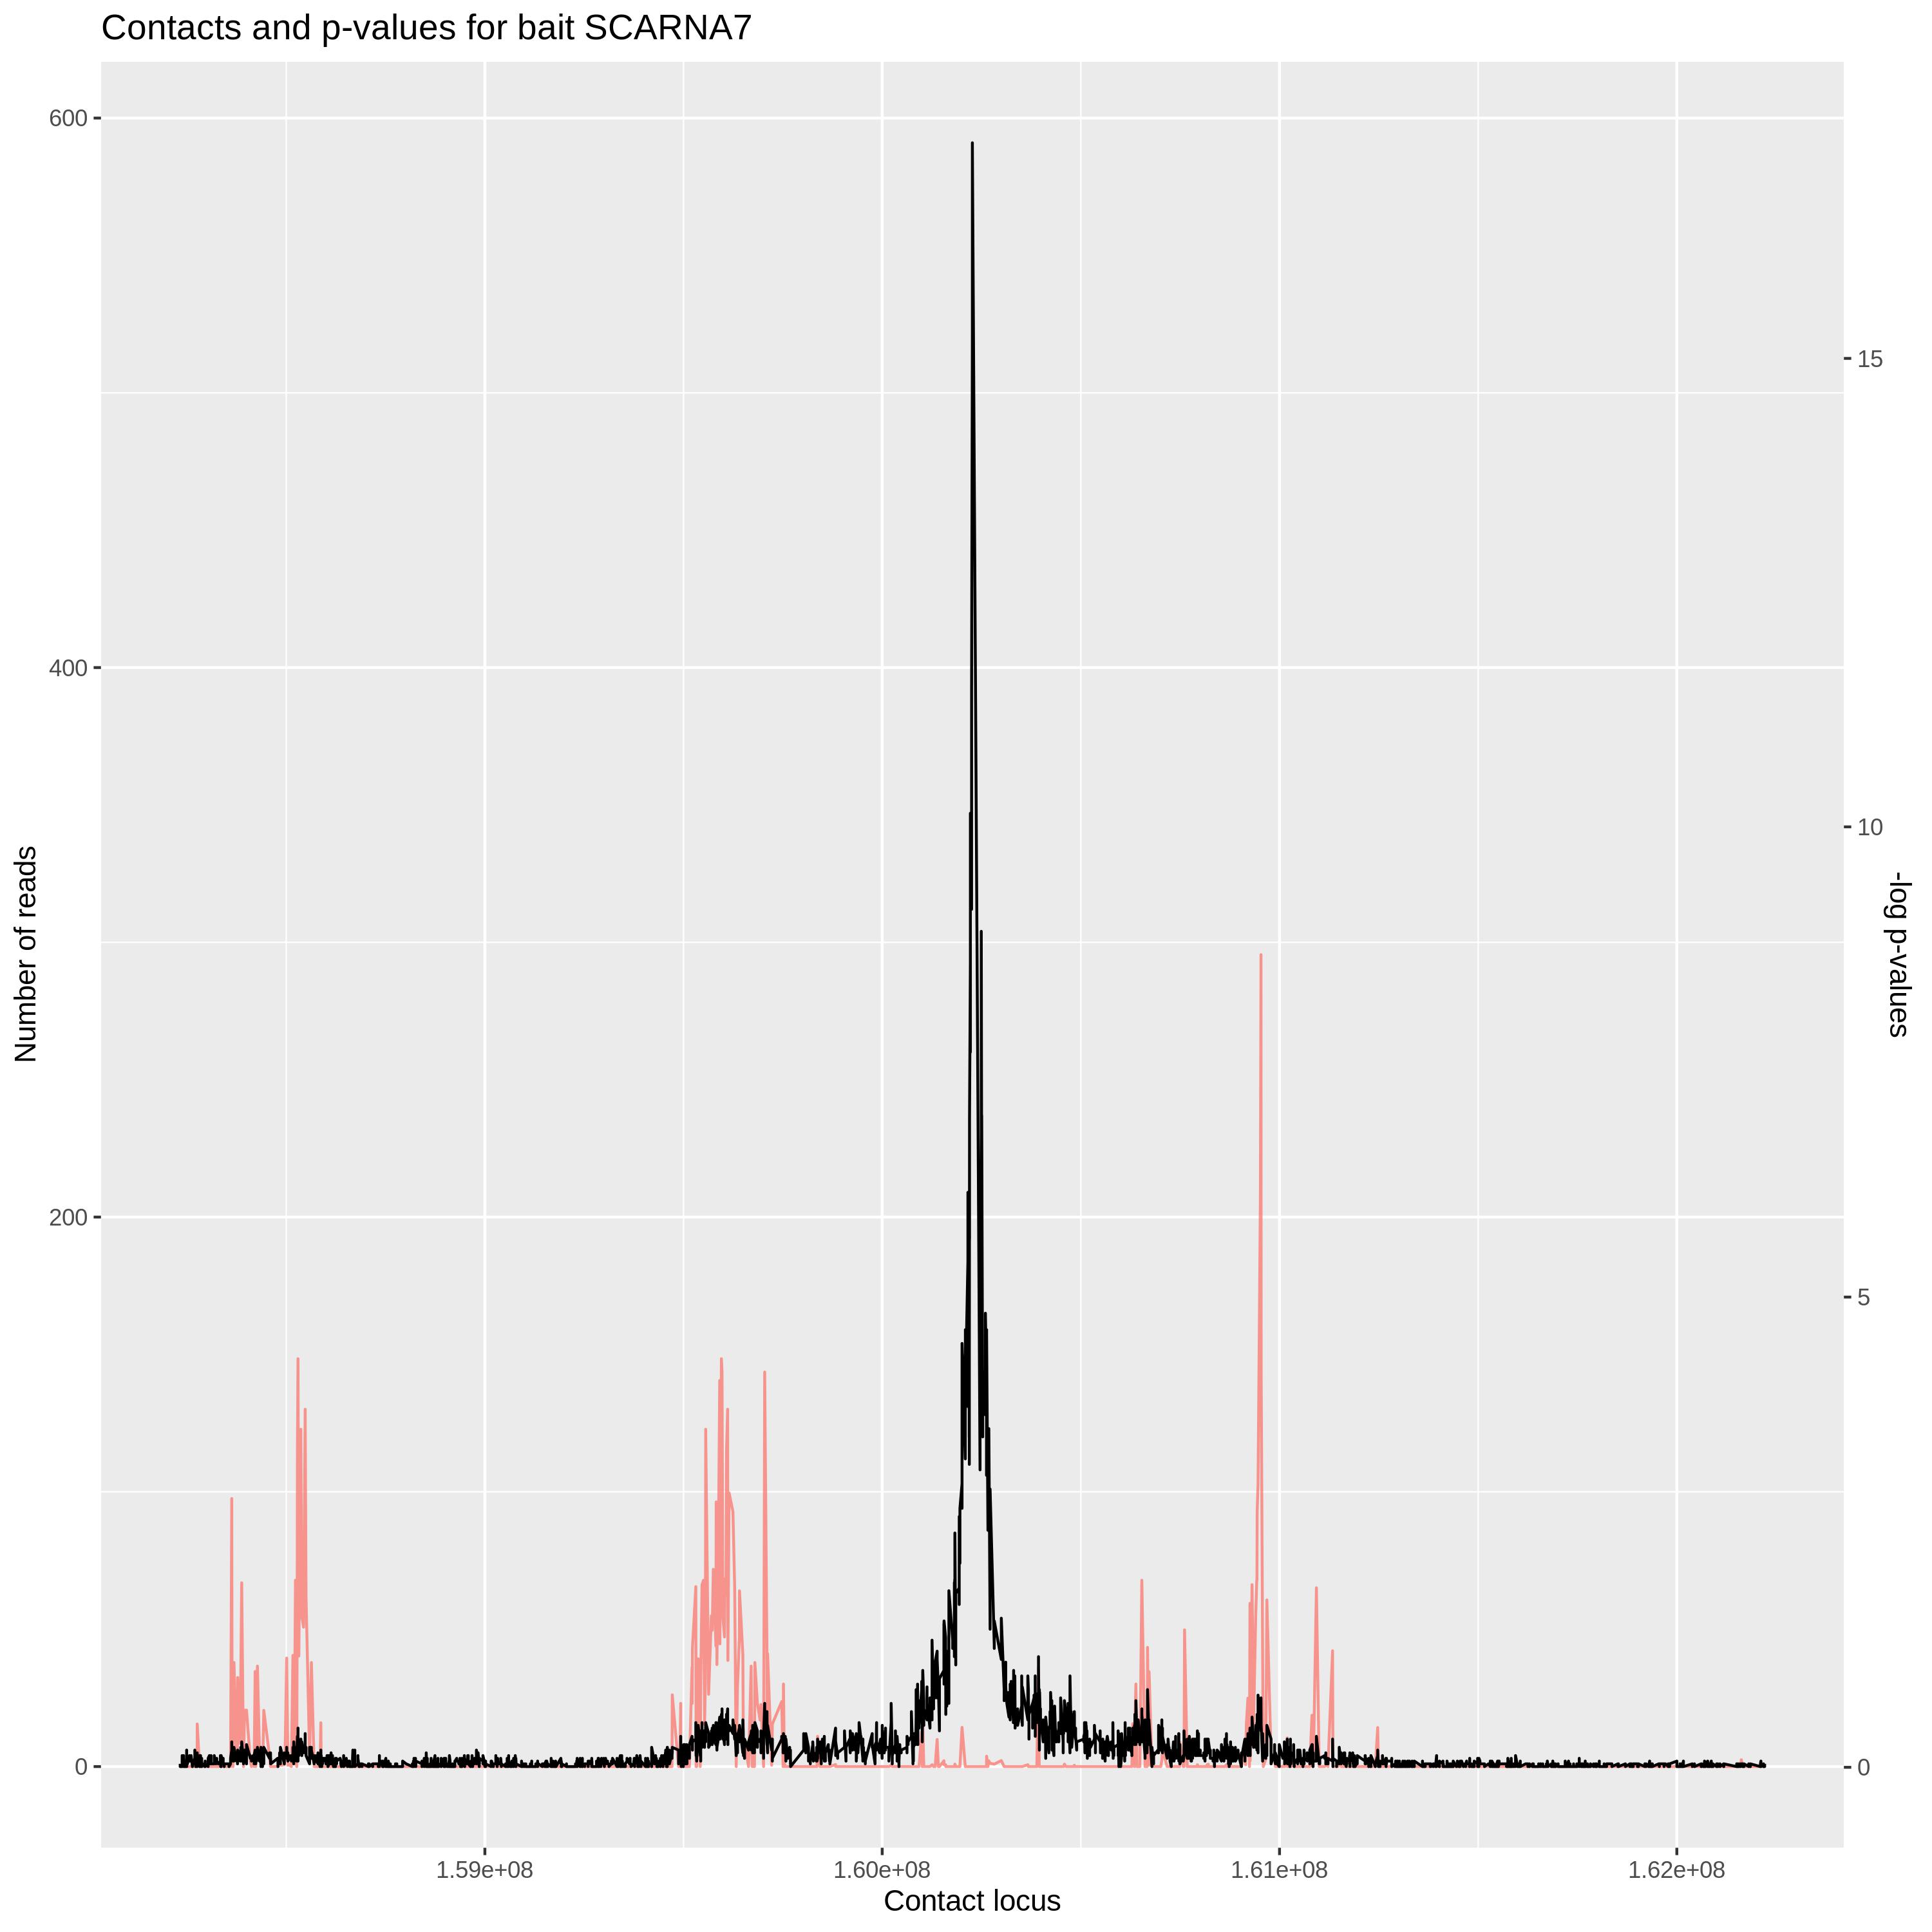 Contacts and p-values for bait SCARNA7
600
400
200
0
Number of reads
15
10
5
0
-log p-values
1.59e+08
1.60e+08
1.61e+08
1.62e+08
Contact locus